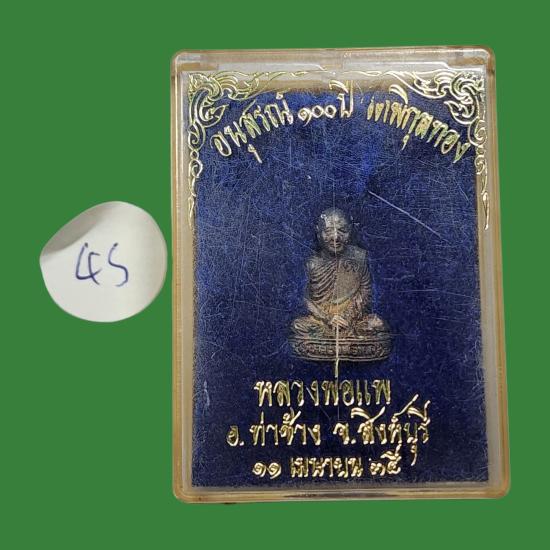 อนุสรณ์ ๑๐๐ ปี เทพิกุลทอง
45
หลวงพ่อแพ
อ.ท่าช้าง จ.สิงห์บุรี
๑๑ เมษายน ๓๕